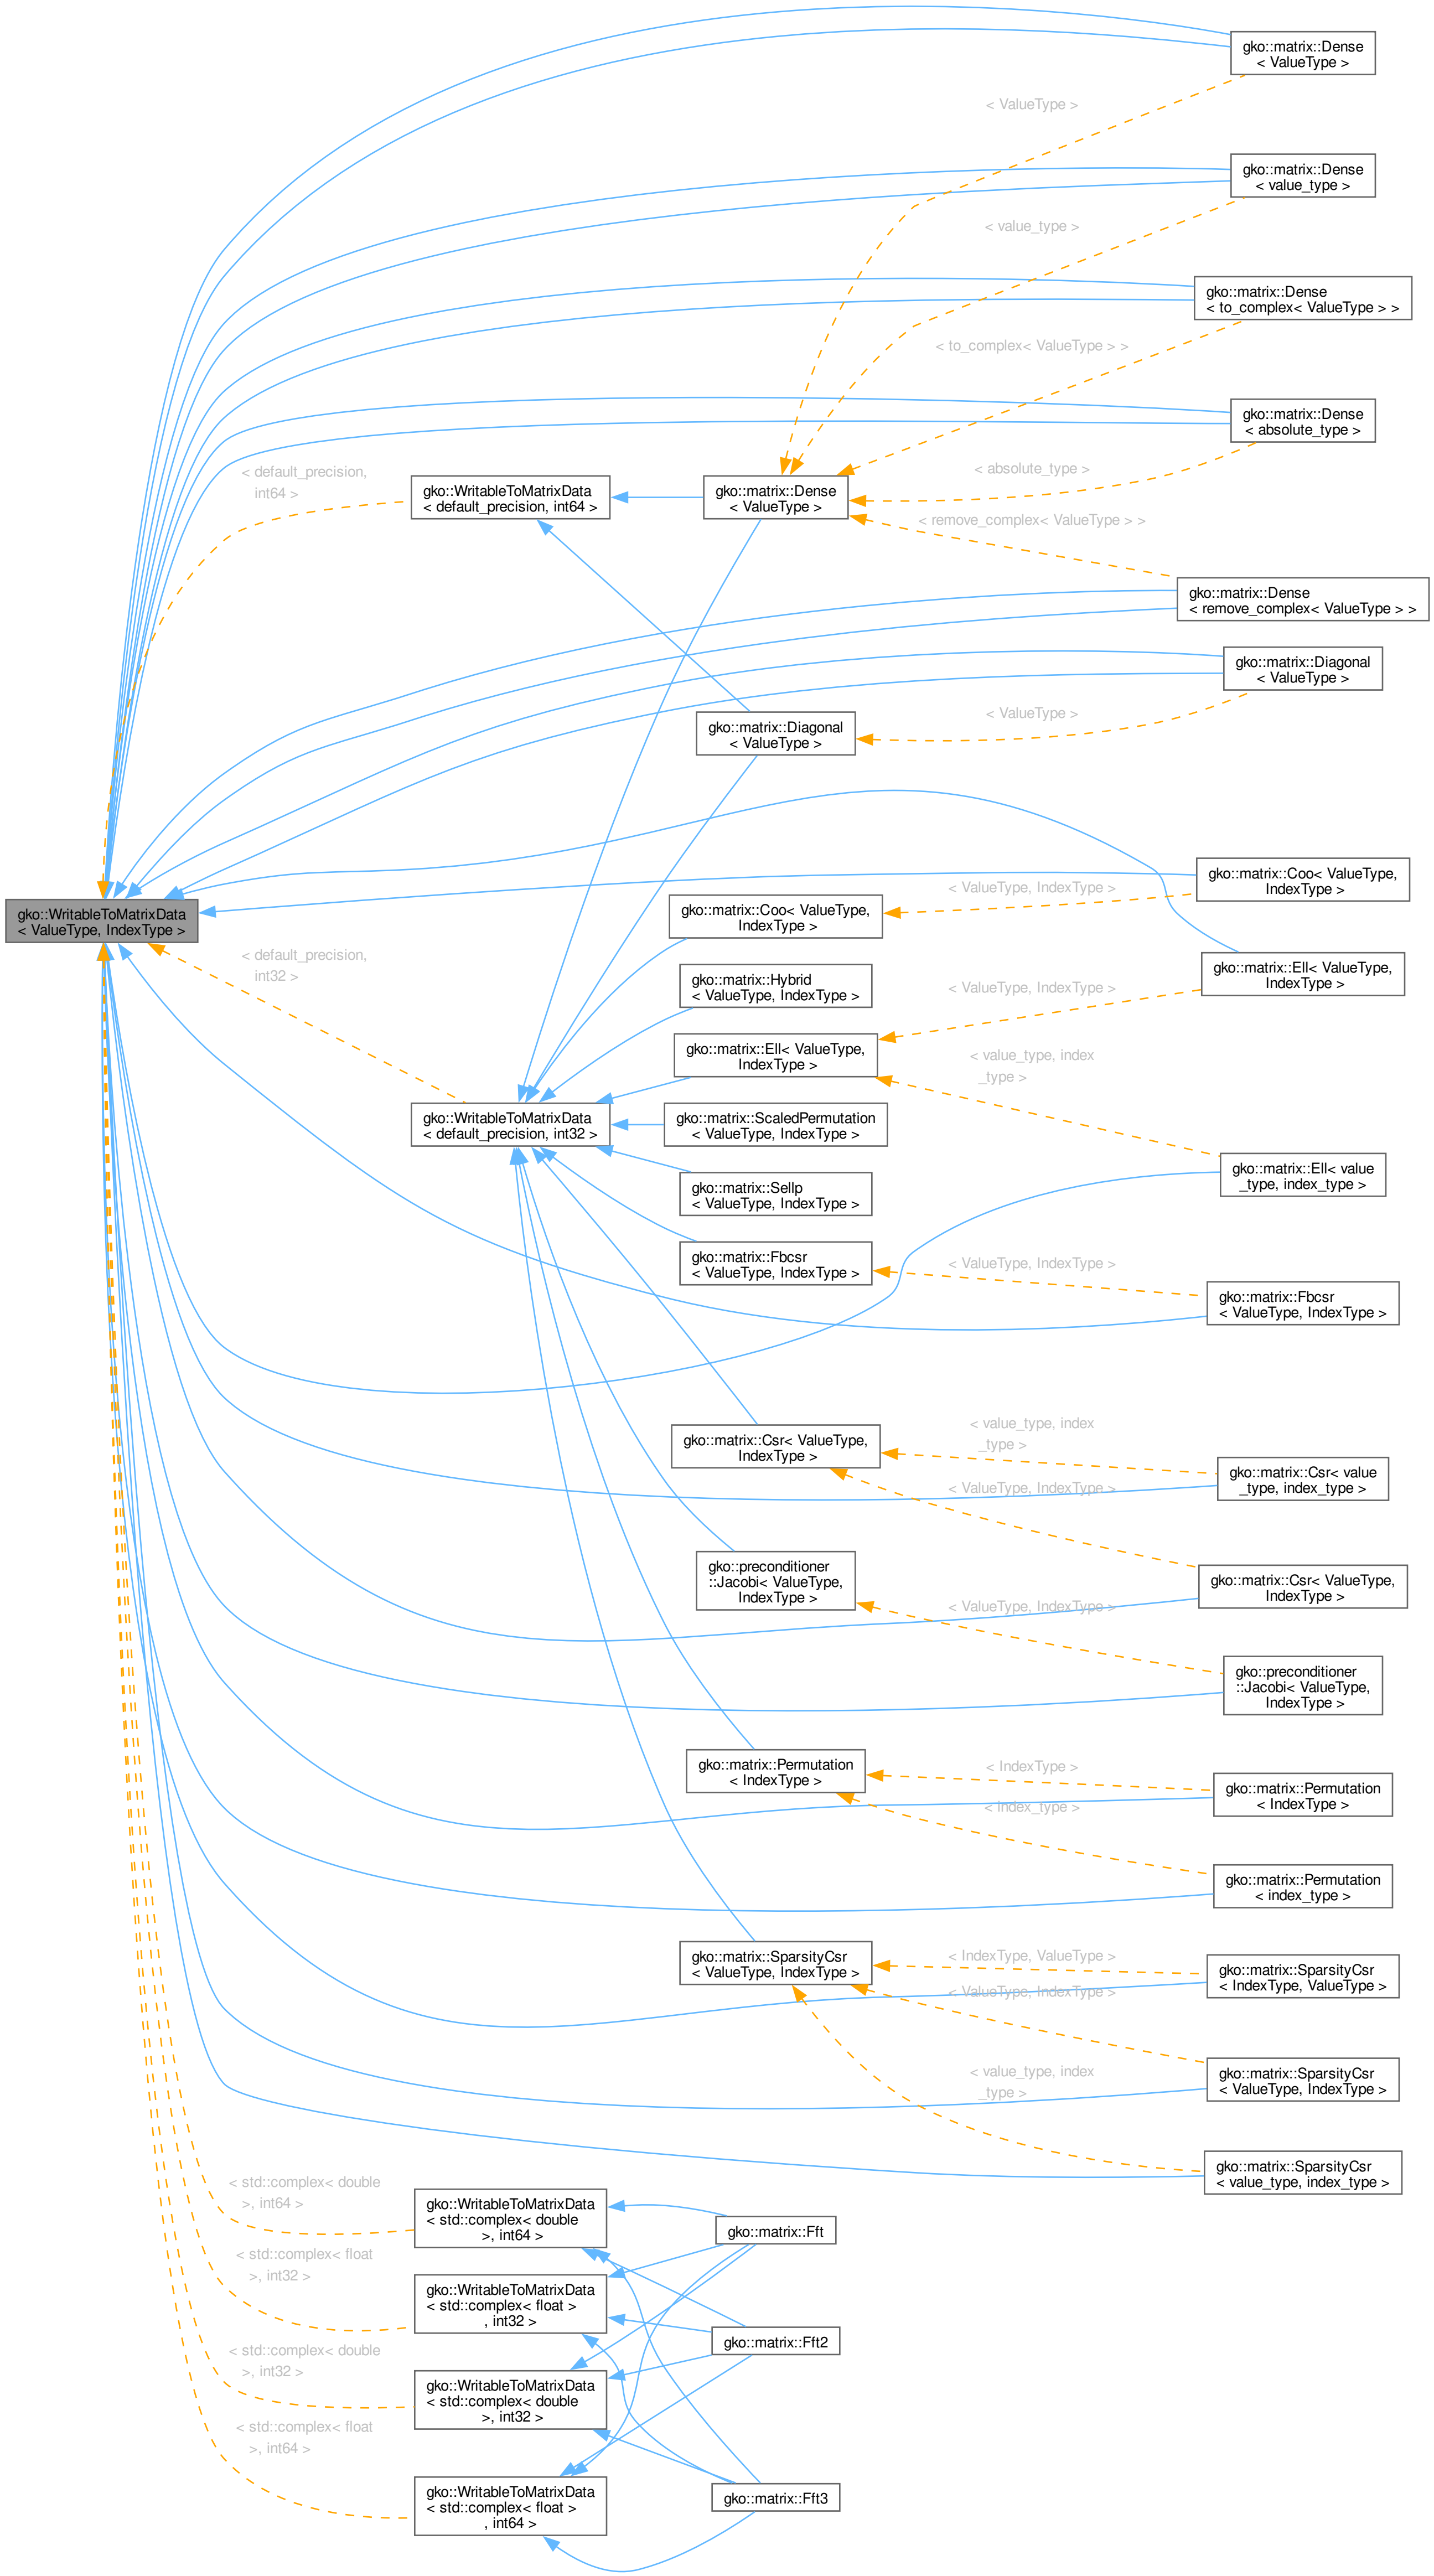 gko::matrix::Dense
< ValueType >
< ValueType >
gko::matrix::Dense
< value_type >
< value_type >
gko::matrix::Dense
< to_complex< ValueType > >
< to_complex< ValueType > >
gko::matrix::Dense
< absolute_type >
< default_precision,
int64 >
< absolute_type >
gko::WritableToMatrixData
< default_precision, int64 >
gko::matrix::Dense
< ValueType >
< remove_complex< ValueType > >
gko::matrix::Dense
< remove_complex< ValueType > >
gko::matrix::Diagonal
< ValueType >
< ValueType >
gko::matrix::Diagonal
< ValueType >
gko::matrix::Coo< ValueType,
IndexType >
< ValueType, IndexType >
gko::WritableToMatrixData
< ValueType, IndexType >
gko::matrix::Coo< ValueType,
IndexType >
< default_precision,
int32 >
gko::matrix::Ell< ValueType,
IndexType >
gko::matrix::Hybrid
< ValueType, IndexType >
< ValueType, IndexType >
gko::matrix::Ell< ValueType,
IndexType >
< value_type, index
_type >
gko::WritableToMatrixData
< default_precision, int32 >
gko::matrix::ScaledPermutation
< ValueType, IndexType >
gko::matrix::Ell< value
_type, index_type >
gko::matrix::Sellp
< ValueType, IndexType >
gko::matrix::Fbcsr
< ValueType, IndexType >
< ValueType, IndexType >
gko::matrix::Fbcsr
< ValueType, IndexType >
< value_type, index
_type >
gko::matrix::Csr< ValueType,
IndexType >
gko::matrix::Csr< value
_type, index_type >
< ValueType, IndexType >
gko::preconditioner
::Jacobi< ValueType,
IndexType >
gko::matrix::Csr< ValueType,
IndexType >
< ValueType, IndexType >
gko::preconditioner
::Jacobi< ValueType,
IndexType >
gko::matrix::Permutation
< IndexType >
< IndexType >
gko::matrix::Permutation
< IndexType >
< index_type >
gko::matrix::Permutation
< index_type >
gko::matrix::SparsityCsr
< ValueType, IndexType >
< IndexType, ValueType >
gko::matrix::SparsityCsr
< IndexType, ValueType >
< ValueType, IndexType >
gko::matrix::SparsityCsr
< ValueType, IndexType >
< value_type, index
_type >
gko::matrix::SparsityCsr
< value_type, index_type >
< std::complex< double
>, int64 >
gko::WritableToMatrixData
< std::complex< double
>, int64 >
gko::matrix::Fft
< std::complex< float
>, int32 >
gko::WritableToMatrixData
< std::complex< float >
, int32 >
gko::matrix::Fft2
< std::complex< double
>, int32 >
gko::WritableToMatrixData
< std::complex< double
>, int32 >
< std::complex< float
>, int64 >
gko::WritableToMatrixData
< std::complex< float >
, int64 >
gko::matrix::Fft3